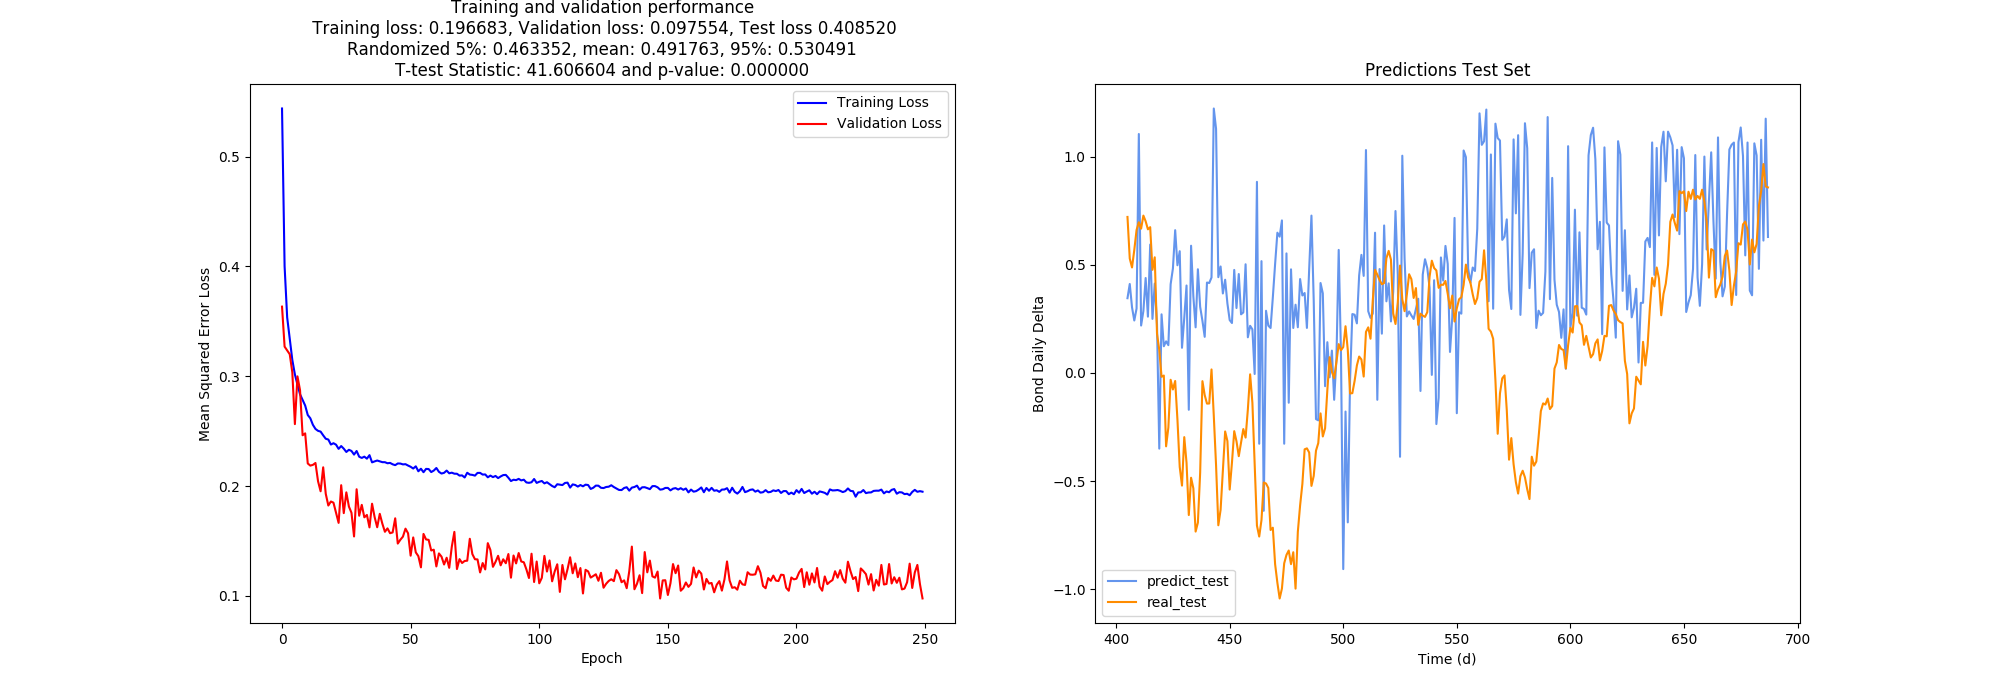 Training and validation performance
Training loss: 0.196683, Validation loss: 0.097554, Test loss 0.408520
Randomized 5%: 0.463352, mean: 0.491763, 95%: 0.530491
T-test Statistic: 41.606604 and p-value: 0.000000
Training Loss
Validation Loss
0.5
0.4
0.3
0.2
0.1
Mean Squared Error Loss
0
50
100
150
200
250
Epoch
Predictions Test Set
1.0
0.5
0.0
−0.5
−1.0
Bond Daily Delta
predict_test
real_test
400
450
500
550
600
650
700
Time (d)